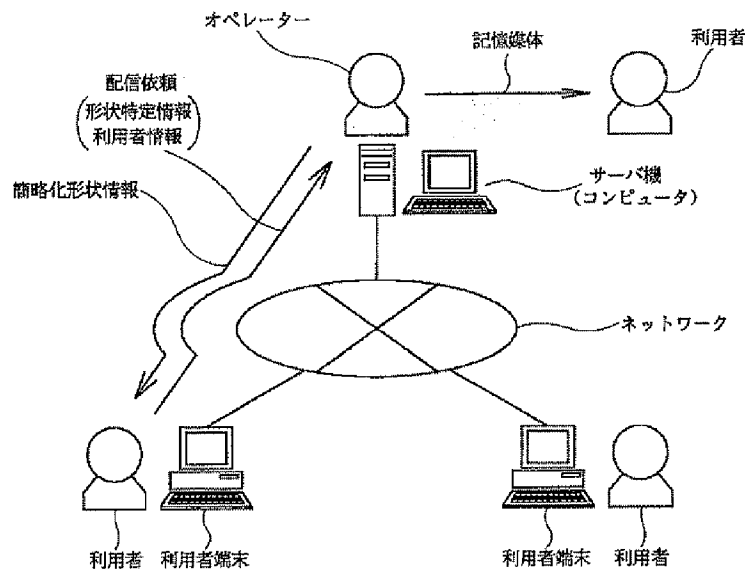 オペレーター
記憶媒体
利用者
配信依頼
形状特定情報
利用者情報
簡略化形状情報
サーバ機
(コンピュータ)
ネットワーク
利用者
利用者端末
利用者端末
利用者